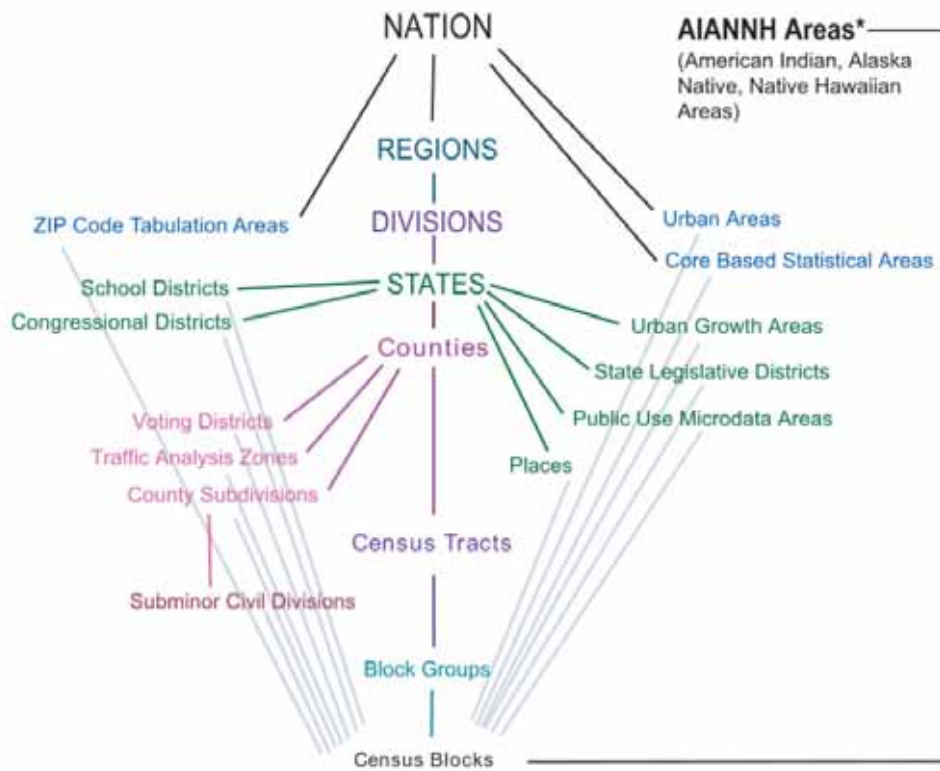 NATION
AIANNH Areas*
(American Indian, Alaska
Native, Native Hawaiian
Areas)
REGIONS
ZIP Code Tabulation Areas
DIVISIONS
Urban Areas
Core Based Statistical Areas
School Districts
STATES
Congressional Districts
Urban Growth Areas
Counties
State Legislative Districts
Voting Districts
Public Use Microdata Areas
Traffic Analysis Zones
Places
County Subdivisions
Census Tracts
Subminor Civil Divisions
Block Groups
Census Blocks